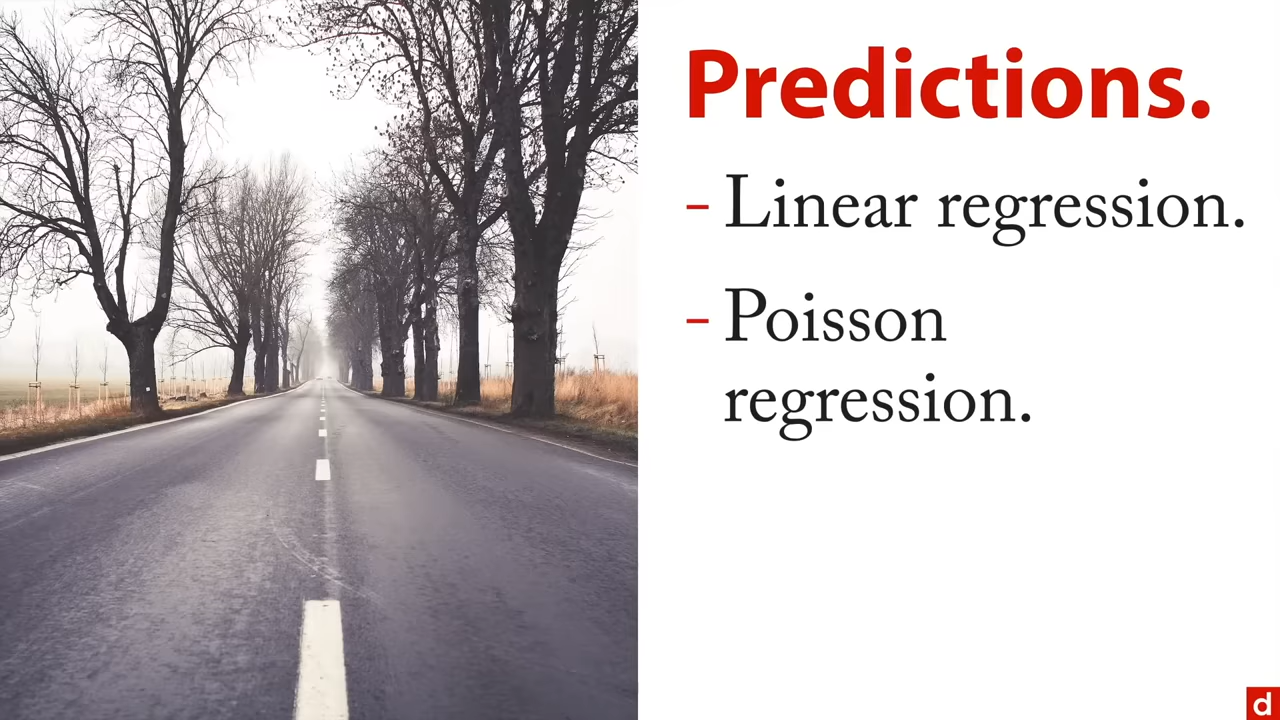 Predictions.
- Linear regression.
- Poisson
regression.
d